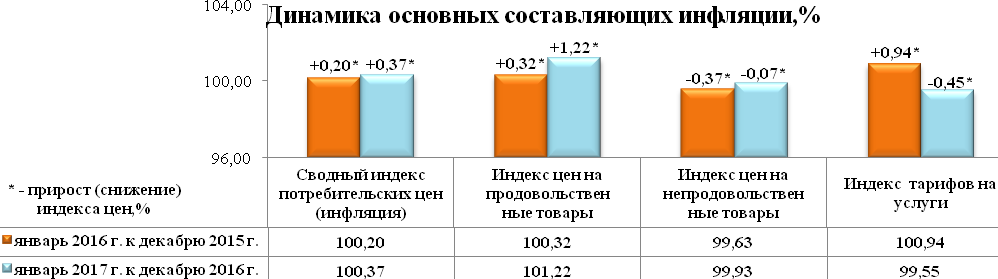 Динамика основных составляющих инфляции,%
104,00
100,00
96,00
+0,20* +0,37* +0,32* +1,22* -0,37* -0,07* +0,94* -0,45*
* - прирост (снижение)
индекса цен,%
Сводный индекс
потребительских цен
(инфляция)
Индекс цен на
продовольствен
ные товары
Индекс цен на
непродовольствен
ные товары
Индекс тарифов на
услуги
январь 2016 г. к декабрю 2015 г. 100,20 100,32 99,63 100,94
январь 2017 г. к декабрю 2016 г. 100,37 101,22 99,93 99,55